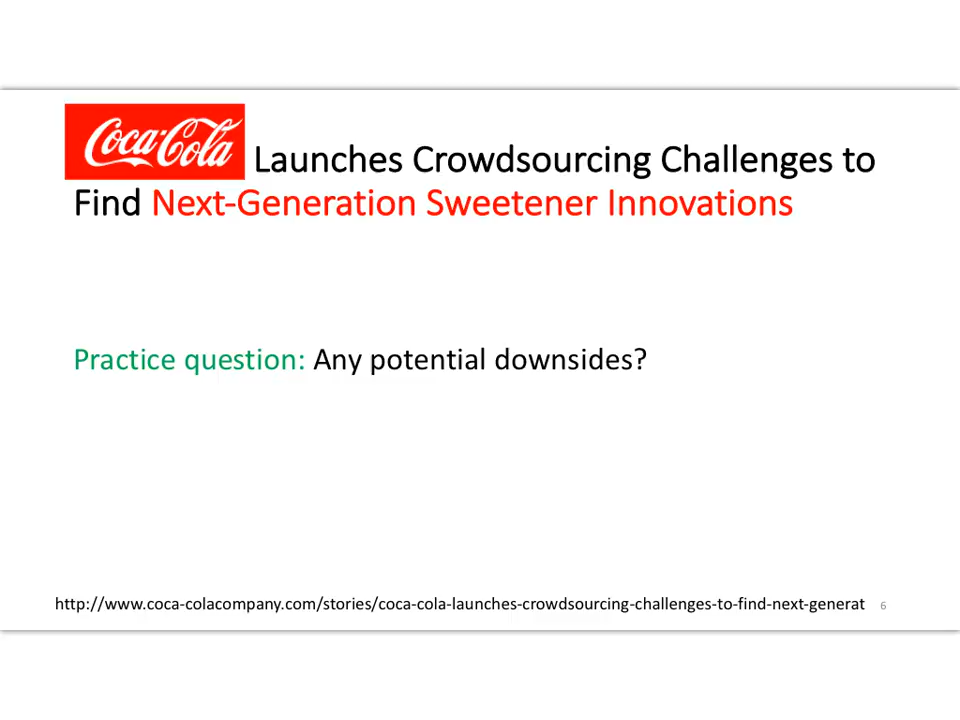 Coca-Cola Launches Crowdsourcing Challenges to
Find Next-Generation Sweetener Innovations
Practice question: Any potential downsides?
http://www.coca-colacompany.com/stories/coca-cola-launches-crowdsourcing-challenges-to-find-next-generat 6